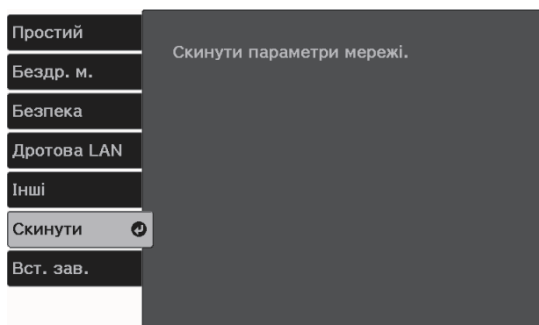 Простий
Бездр. м.
Безпека
Дротова LAN
Інші
Скинути
Вст. зав.
Скинути параметри мережі.